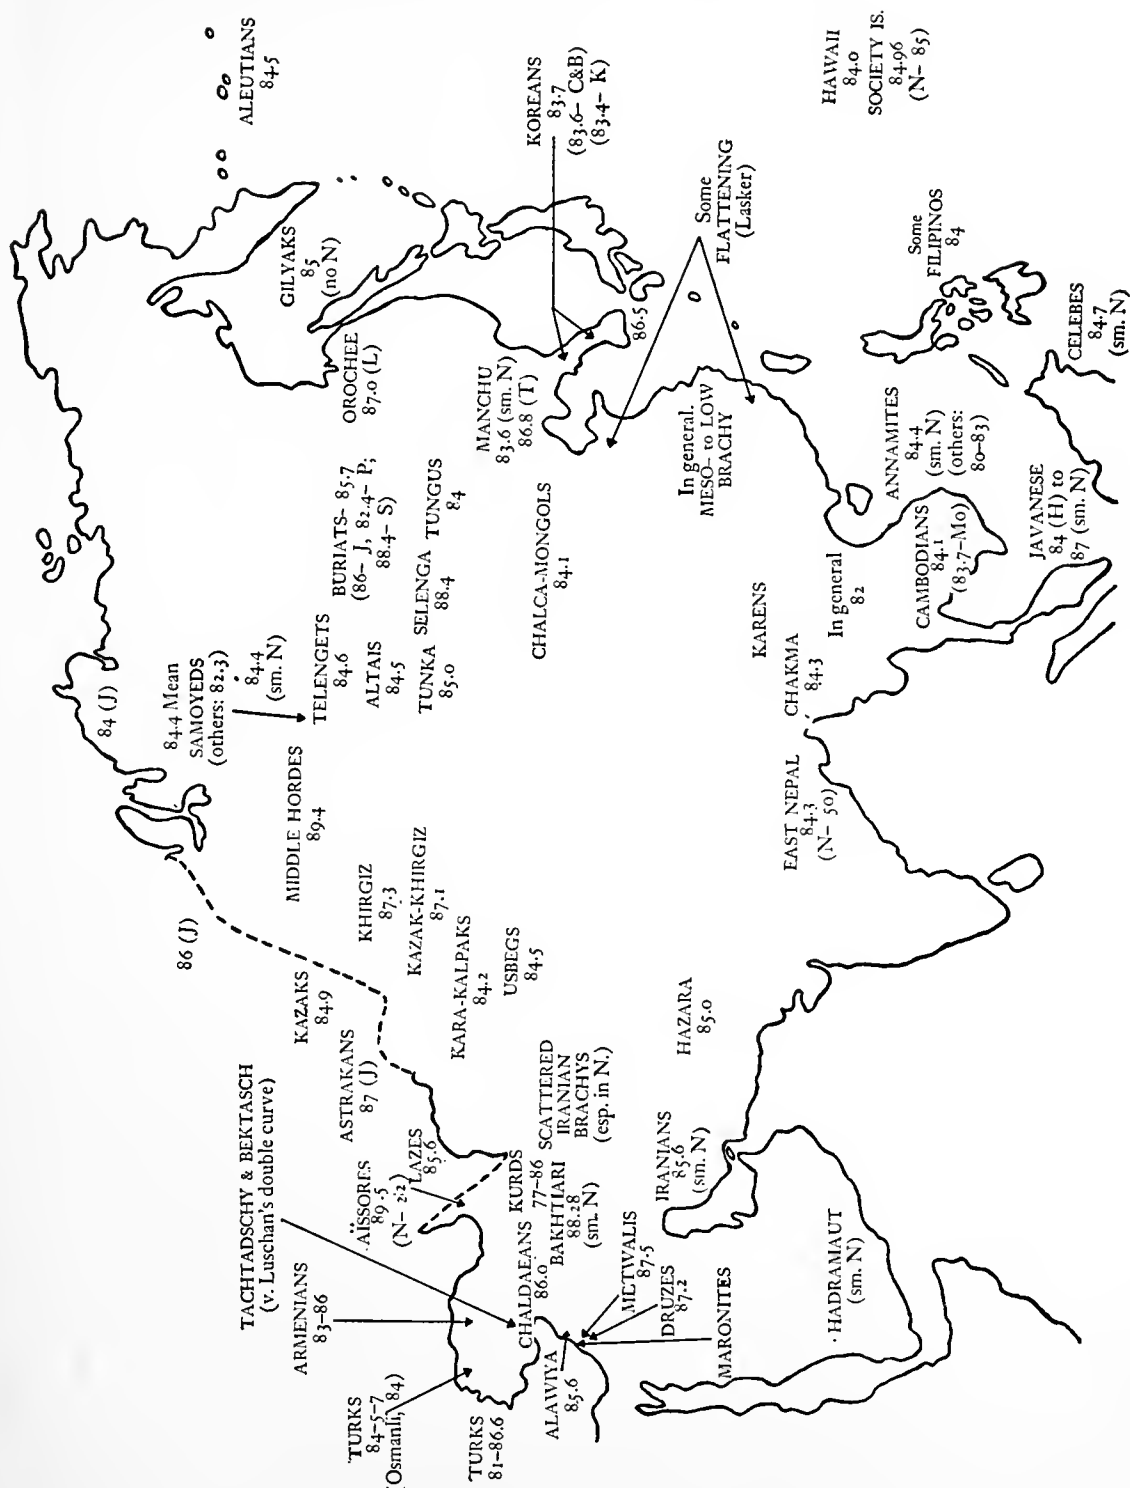 TACHTADSCHY & BEKTASCH
(v. Luschan's double curve)
ARMENIANS
83–86
TURKS
84–5–7
(Osmanli, 84)
TURKS
81–86.6
AÏSSORES
89.5
(N– 22)
LAZES
85.6
ASTRAKANS
87 (J)
KAZAKS
84.9
86 (J)
MIDDLE HORDES
89.4
KHIRGIZ
87.3
KAZAK-KHIRGIZ
87.1
KARA-KALPAKS
84.2
USBEGS
84.5
CHALDAEANS
86.0
KURDS
77–86
BAKHTIARI
88.28
(sm. N)
SCATTERED
IRANIAN
BRACHYS
(esp. in N.)
ALAWIYA
85.6
METWALIS
87.5
DRUZES
87.2
MARONITES
IRANIANS
85.6
(sm. N)
HAZARA
85.0
HADRAMAUT
(sm. N)
84 (J)
84.4 Mean
SAMOYEDS
(others: 82.3)
84.4
(sm. N)
TELENGETS
84.6
ALTAIS
84.5
TUNKA
85.0
SELENGA
88.4
TUNGUS
84
BURIATS– 85.7
(86– J, 82.4– P;
88.4– S)
CHALCA-MONGOLS
84.1
EAST NEPAL
84.3
(N– 50)
CHAKMA
84.3
KARENS
In general
82
CAMBODIANS
84.1
(83.7–Mo)
ANNAMITES
84.4
(sm. N)
(others:
80–83)
JAVANESE
84 (H) to
87 (sm. N)
CELEBES
84.7
(sm. N)
Some
FILIPINOS
84
In general.
MESO– to LOW
BRACHY
Some
FLATTENING
(Lasker)
MANCHU
83.6 (sm. N)
86.8 (T)
86.5
OROCHEE
87.0 (L)
GILYAKS
85
(no N)
KOREANS
83.7
(83.6– C&B)
(83.4– K)
ALEUTIANS
84.5
HAWAII
84.0
SOCIETY IS.
84.96
(N– 85)